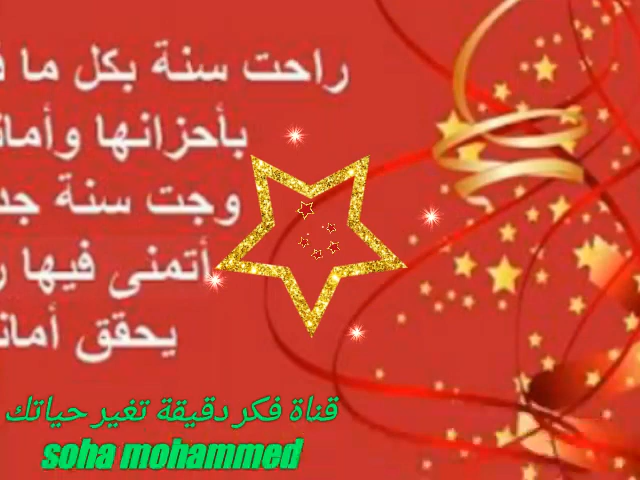 راحت سنة بكل ما
بأحزانها
وجت سنة
أتمنى فيها
يحقق
قناة فكر دقيقة تغير حياتك
soha mohammed